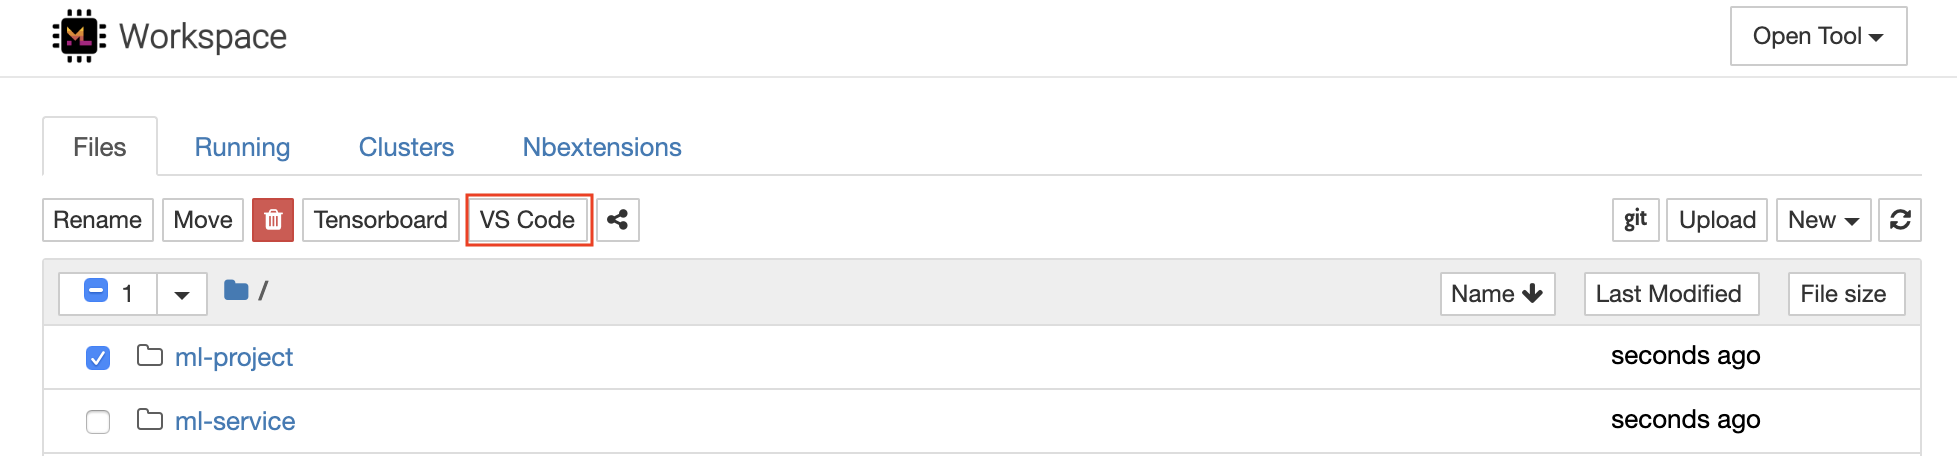 ML Workspace
Open Tool
Files Running Clusters Nbextensions
Rename Move Tensorboard VS Code git Upload New
1 / Name Last Modified File size
ml-project seconds ago
ml-service seconds ago